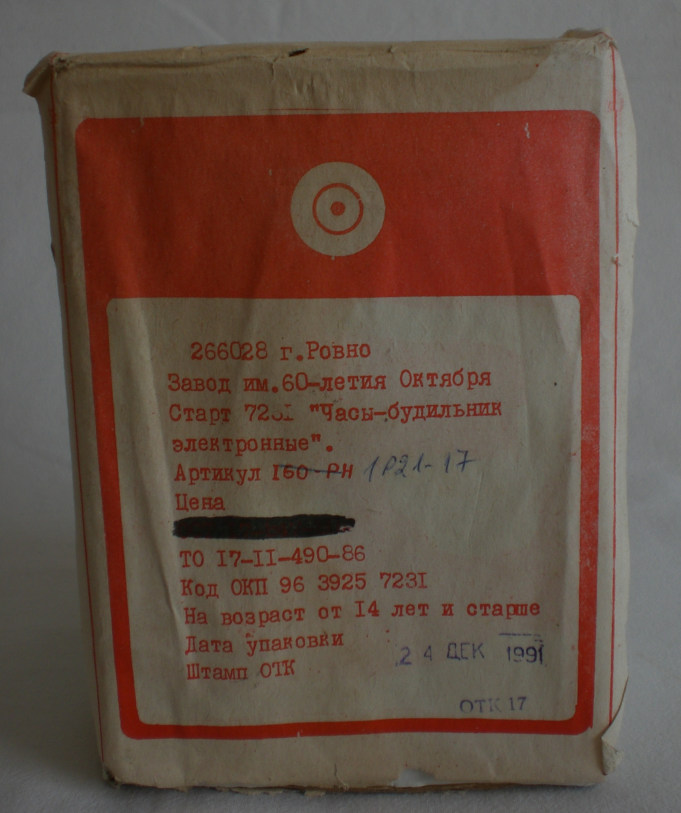 266028 г.Ровно
Завод им.60-летия Октября
Старт 7231 "Часы-будильник
электронные".
Артикул 160-РН 1Р21-17
Цена
ТО 17-II-490-86
Код ОКП 96 3925 7231
На возраст от 14 лет и старше
Дата упаковки
24 ДЕК 1991
Штамп ОТК
ОТК 17